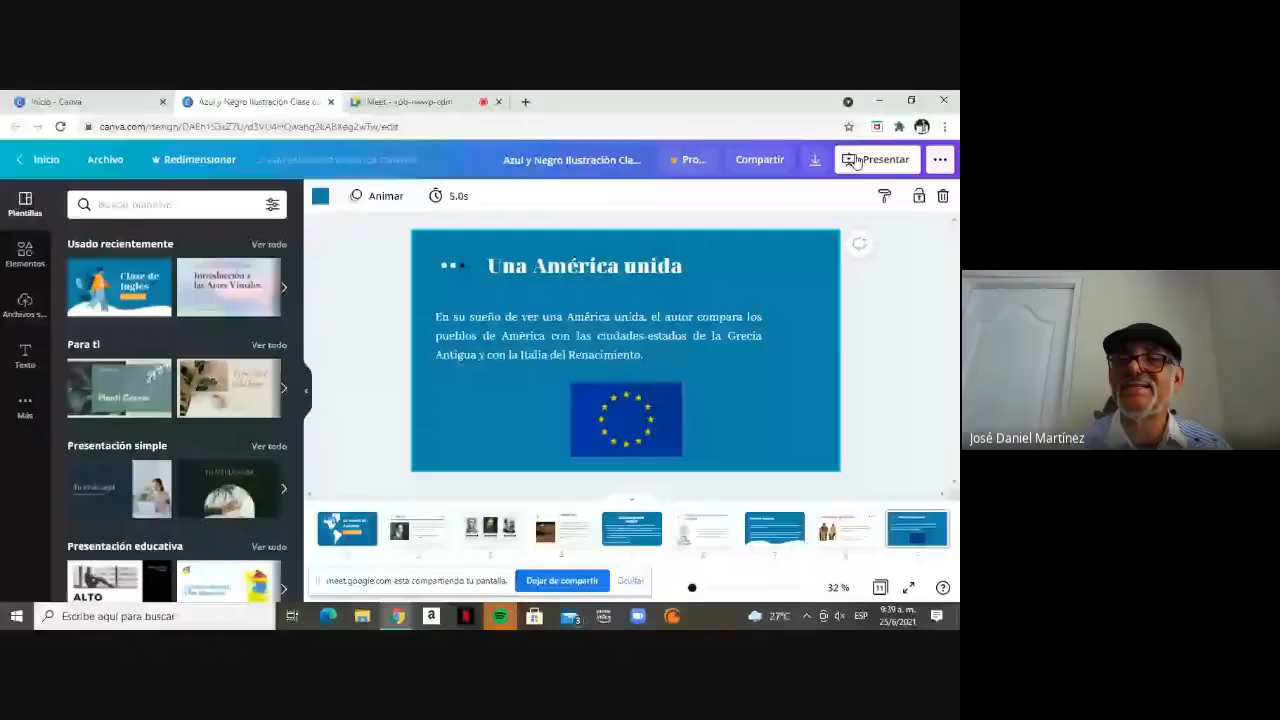 Inicio - Canva
Azul y Negro Ilustración Clase d
Meet -
Inicio
Archivo
Redimensionar
Azul y Negro Ilustración Cla...
Pro...
Compartir
Presentar
Plantillas
Buscar plantillas
Animar
5.0s
Elementos
Usado recientemente
Ver todo
Clase de
Inglés
Introducción a
las Artes Visuales
Archivos s...
Una América unida
En su sueño de ver una América unida, el autor compara los
pueblos de América con las ciudades-estados de la Grecia
Antigua y con la Italia del Renacimiento.
Para ti
Ver todo
Texto
Más
Presentación simple
Ver todo
José Daniel Martínez
Presentación educativa
Ver todo
ALTO
meet.google.com está compartiendo tu pantalla.
Dejar de compartir
Ocultar
32 %
11
Escribe aquí para buscar
a
3
27°C
ESP
9:39 a. m.
25/6/2021